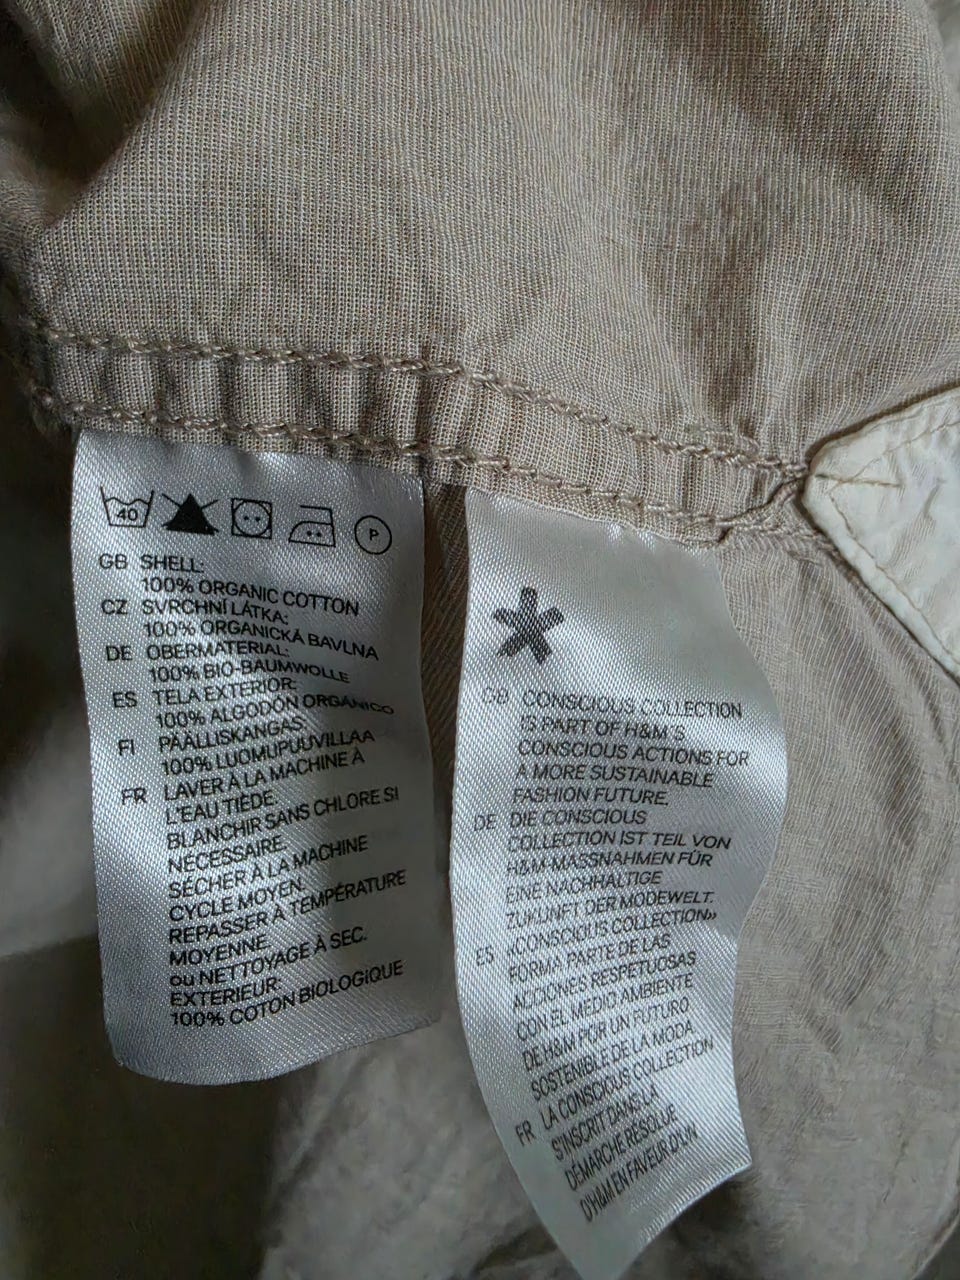 40
P
GB SHELL:
100% ORGANIC COTTON
CZ SVRCHNÍ LÁTKA:
100% ORGANICKÁ BAVLNA
DE OBERMATERIAL:
100% BIO-BAUMWOLLE
ES TELA EXTERIOR:
100% ALGODÓN ORGÁNICO
FI PÄÄLLISKANGAS:
100% LUOMUPUUVILLAA
FR LAVER À LA MACHINE À
L'EAU TIÈDE.
BLANCHIR SANS CHLORE SI
NÉCESSAIRE.
SÉCHER À LA MACHINE
CYCLE MOYEN.
REPASSER À TEMPÉRATURE
MOYENNE.
ou NETTOYAGE À SEC.
EXTERIEUR:
100% COTON BIOLOGiQUE
GB CONSCIOUS COLLECTION
IS PART OF H&M'S
CONSCIOUS ACTIONS FOR
A MORE SUSTAINABLE
FASHION FUTURE.
DE DIE CONSCIOUS
COLLECTION IST TEIL VON
H&M-MASSNAHMEN FÜR
EINE NACHHALTIGE
ZUKUNFT DER MODEWELT.
ES «CONSCIOUS COLLECTION»
FORMA PARTE DE LAS
ACCIONES RESPETUOSAS
CON EL MEDIO AMBIENTE
DE H&M POR UN FUTURO
SOSTENIBLE DE LA MODA
FR LA CONSCIOUS COLLECTION
S'INSCRIT DANS LA
DÉMARCHE RÉSOLUE
D'H&M EN FAVEUR D'UN